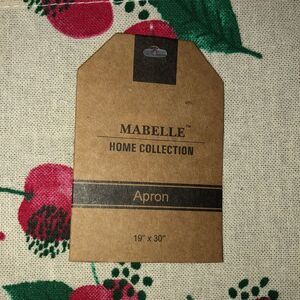 MABELLE™
HOME COLLECTION
Apron
19" x 30"